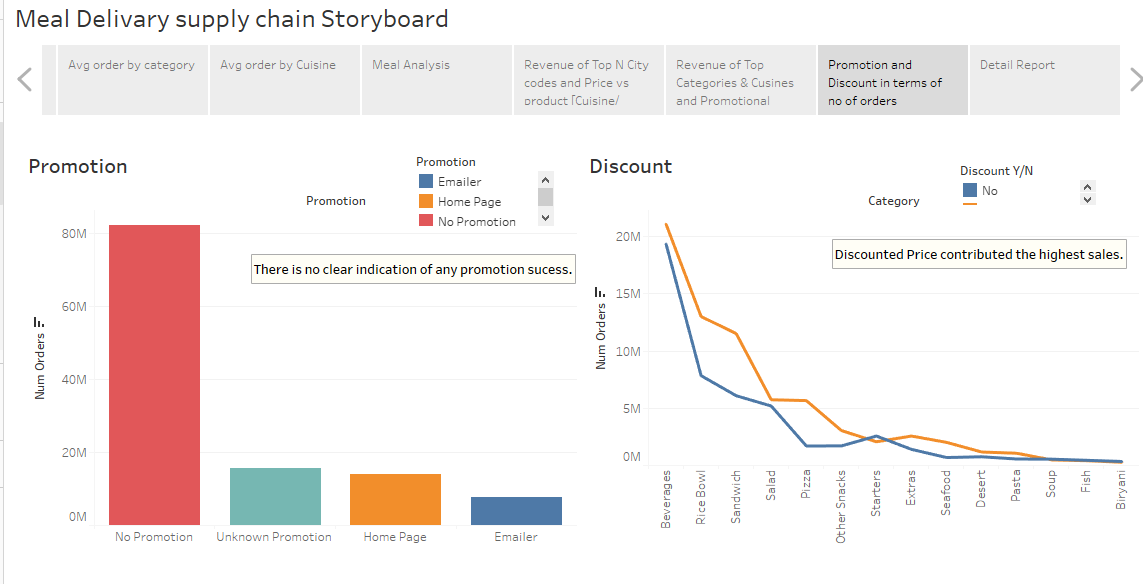 Meal Delivary supply chain Storyboard
Avg order by category
Avg order by Cuisine
Meal Analysis
Revenue of Top N City
codes and Price vs
product [Cuisine/
Revenue of Top
Categories & Cusines
and Promotional
Promotion and
Discount in terms of
no of orders
Detail Report
Promotion
Promotion
Promotion
Emailer
Home Page
No Promotion
There is no clear indication of any promotion sucess.
Num Orders
80M
60M
40M
20M
0M
No Promotion
Unknown Promotion
Home Page
Emailer
Discount
Category
Discount Y/N
No
Discounted Price contributed the highest sales.
Num Orders
20M
15M
10M
5M
0M
Beverages
Rice Bowl
Sandwich
Salad
Pizza
Other Snacks
Starters
Extras
Seafood
Desert
Pasta
Soup
Fish
Biryani